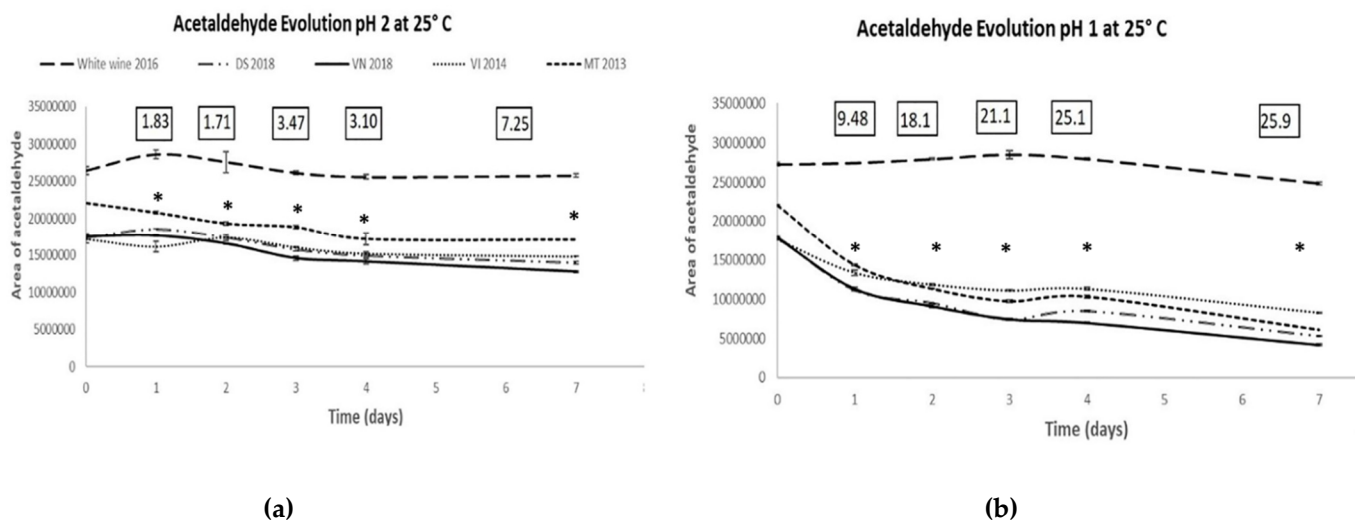 Acetaldehyde Evolution pH 2 at 25° C
White wine 2016 DS 2018 VN 2018 VI 2014 MT 2013
35000000
30000000
25000000
20000000
15000000
10000000
5000000
0
Area of acetaldehyde
1.83 1.71 3.47 3.10 7.25
* * * * *
0 1 2 3 4 5 6 7 8
Time (days)
(a)
Acetaldehyde Evolution pH 1 at 25° C
35000000
30000000
25000000
20000000
15000000
10000000
5000000
0
Area of acetaldehyde
9.48 18.1 21.1 25.1 25.9
* * * * *
0 1 2 3 4 5 6 7
Time (days)
(b)